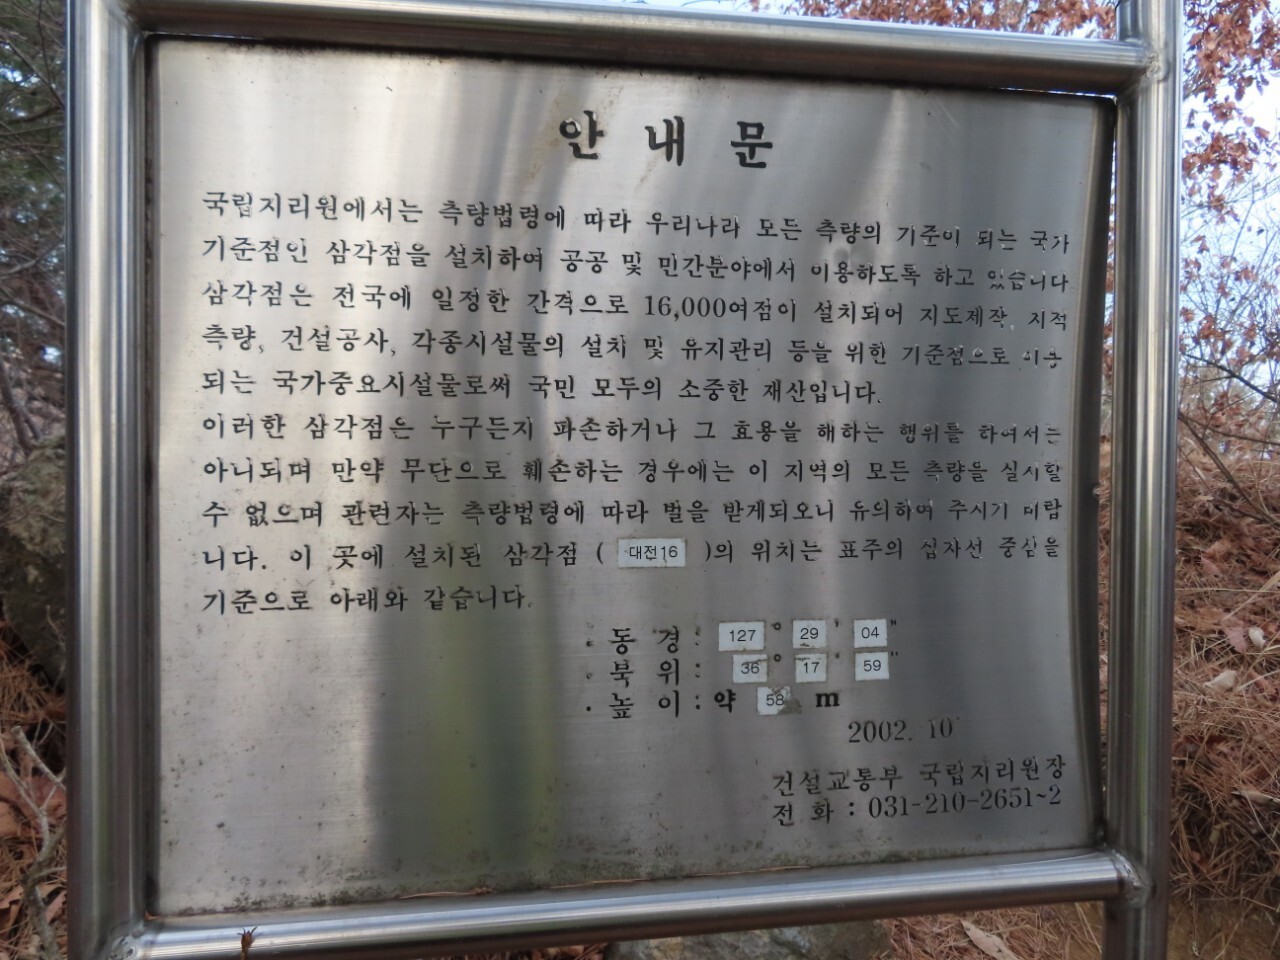 안 내 문
국립지리원에서는 측량법령에 따라 우리나라 모든 측량의 기준이 되는 국가
기준점인 삼각점을 설치하여 공공 및 민간분야에서 이용하도록 하고 있습니다
삼각점은 전국에 일정한 간격으로 16,000여점이 설치되어 지도제작, 지적
측량, 건설공사, 각종시설물의 설치 및 유지관리 등을 위한 기준점으로 이용
되는 국가중요시설물로써 국민 모두의 소중한 재산입니다.
이러한 삼각점은 누구든지 파손하거나 그 효용을 해하는 행위를 하여서는
아니되며 만약 무단으로 훼손하는 경우에는 이 지역의 모든 측량을 실시할
수 없으며 관련자는 측량법령에 따라 벌을 받게되오니 유의하여 주시기 바랍
니다. 이 곳에 설치된 삼각점 ( 대전16 )의 위치는 표주의 십자선 중심을
기준으로 아래와 같습니다.
· 동 경 : 127° 29′ 04″
· 북 위 : 36° 17′ 59″
· 높 이 : 약 m
2002. 10
건설교통부 국립지리원장
전 화 : 031-210-2651~2